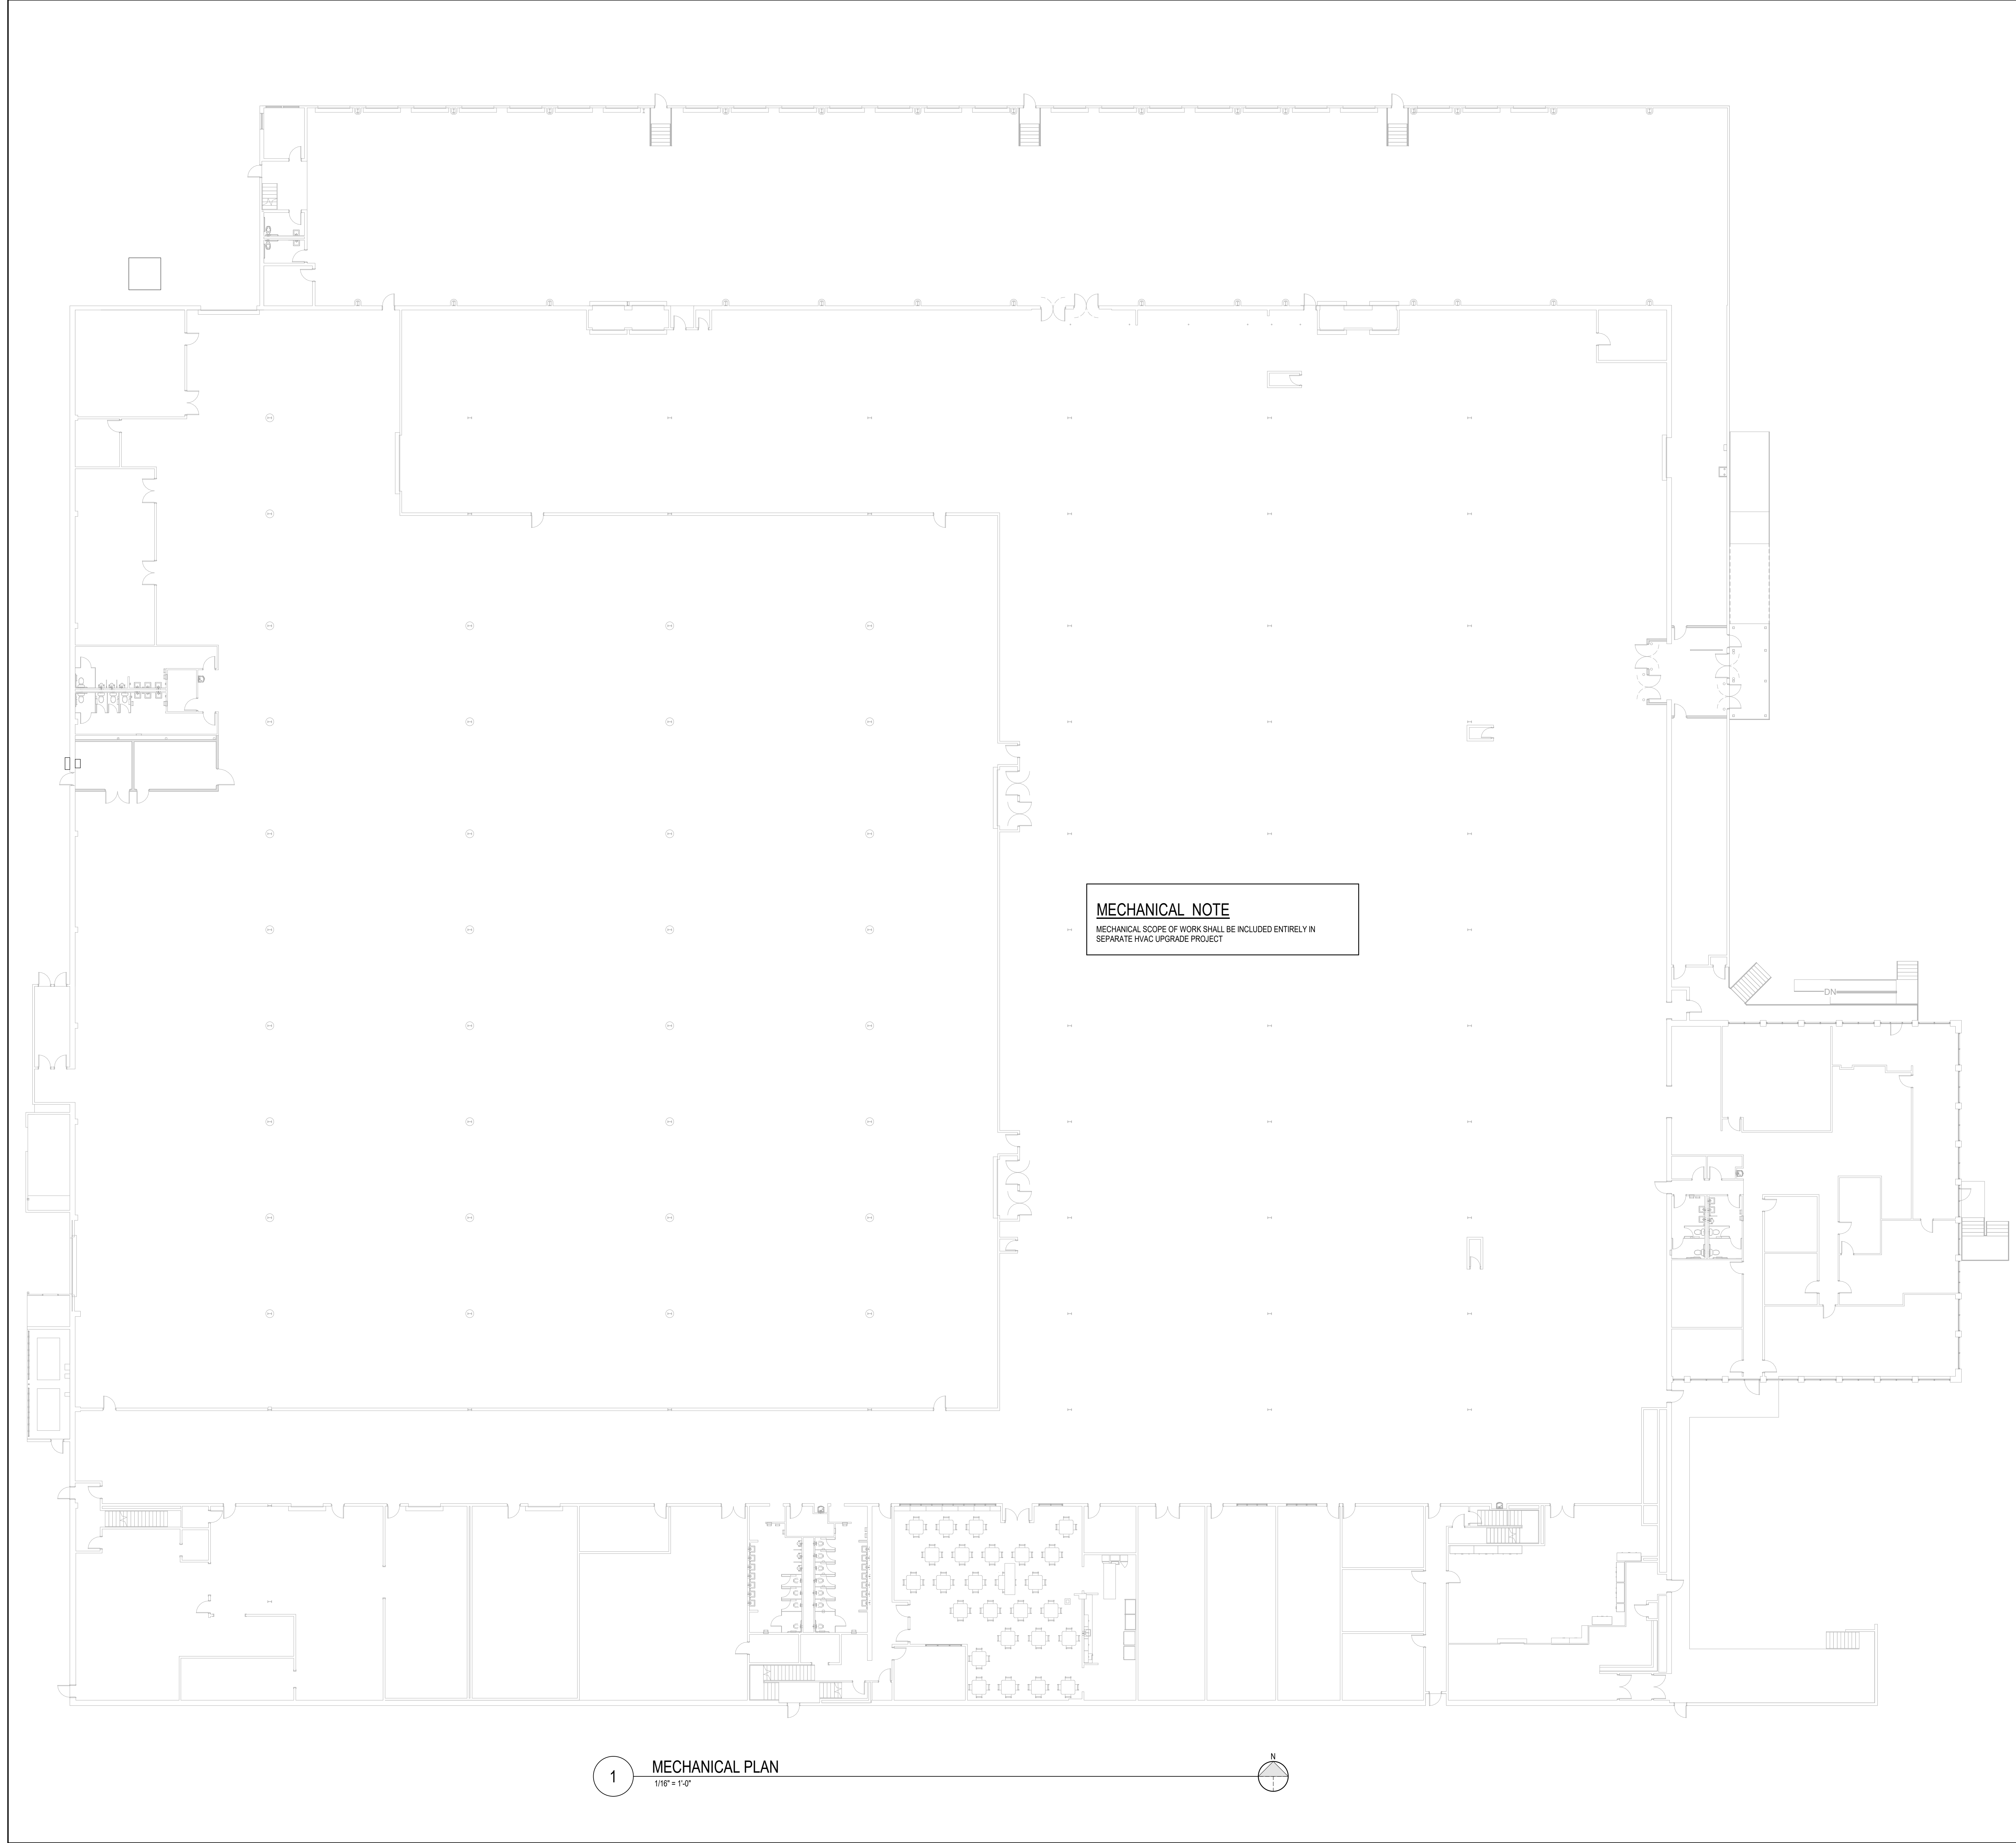 MECHANICAL NOTE
MECHANICAL SCOPE OF WORK SHALL BE INCLUDED ENTIRELY IN
SEPARATE HVAC UPGRADE PROJECT
DN
1
MECHANICAL PLAN
1/16" = 1'-0"
N